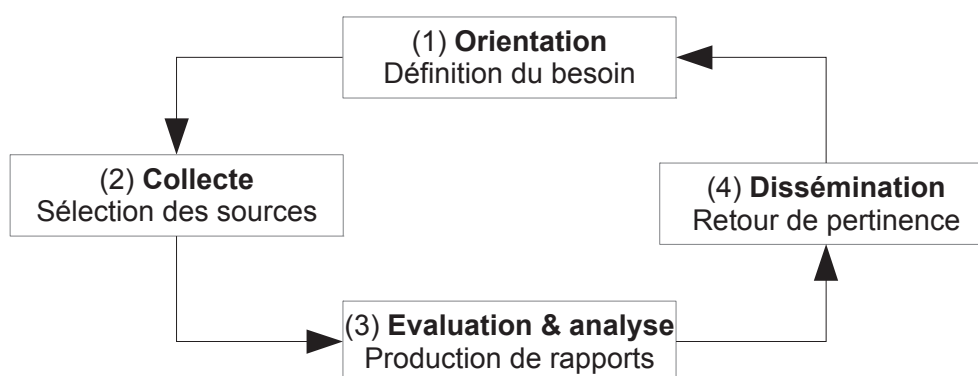 (1) Orientation
Définition du besoin
(2) Collecte
Sélection des sources
(3) Evaluation & analyse
Production de rapports
(4) Dissémination
Retour de pertinence